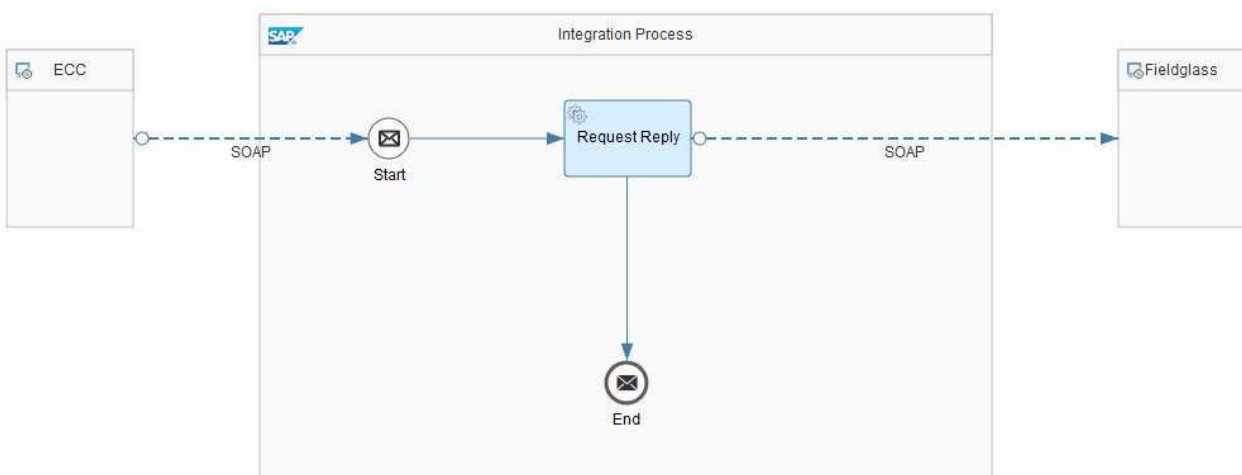 SAP
Integration Process
ECC
Fieldglass
Request Reply
SOAP
SOAP
Start
End